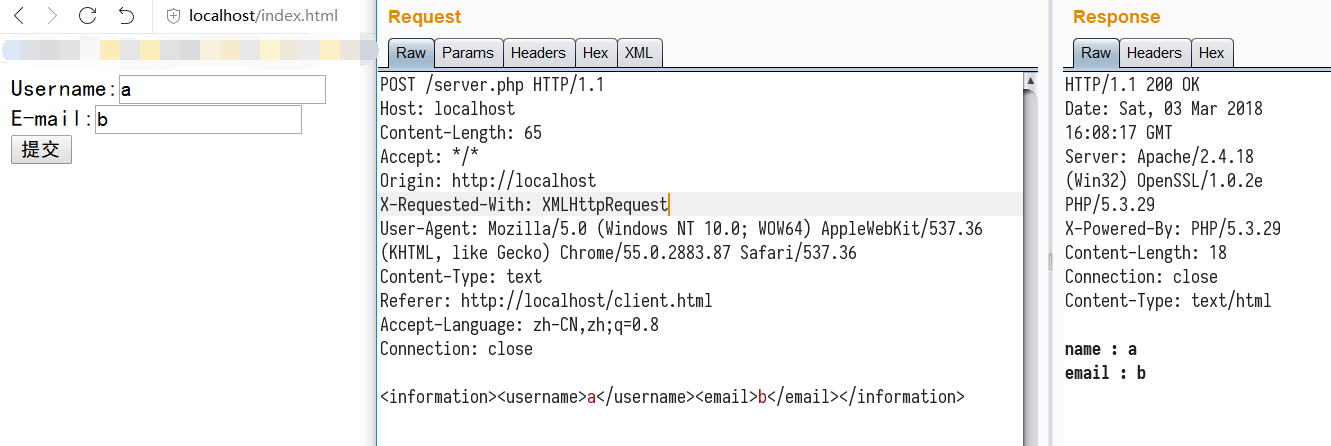 localhost/index.html
Username:a
E-mail:b
提交
Request
Raw Params Headers Hex XML
POST /server.php HTTP/1.1
Host: localhost
Content-Length: 65
Accept: */*
Origin: http://localhost
X-Requested-With: XMLHttpRequest
User-Agent: Mozilla/5.0 (Windows NT 10.0; WOW64) AppleWebKit/537.36
(KHTML, like Gecko) Chrome/55.0.2883.87 Safari/537.36
Content-Type: text
Referer: http://localhost/client.html
Accept-Language: zh-CN,zh;q=0.8
Connection: close
<information><username>a</username><email>b</email></information>
Response
Raw Headers Hex
HTTP/1.1 200 OK
Date: Sat, 03 Mar 2018
16:08:17 GMT
Server: Apache/2.4.18
(Win32) OpenSSL/1.0.2e
PHP/5.3.29
X-Powered-By: PHP/5.3.29
Content-Length: 18
Connection: close
Content-Type: text/html
name : a
email : b